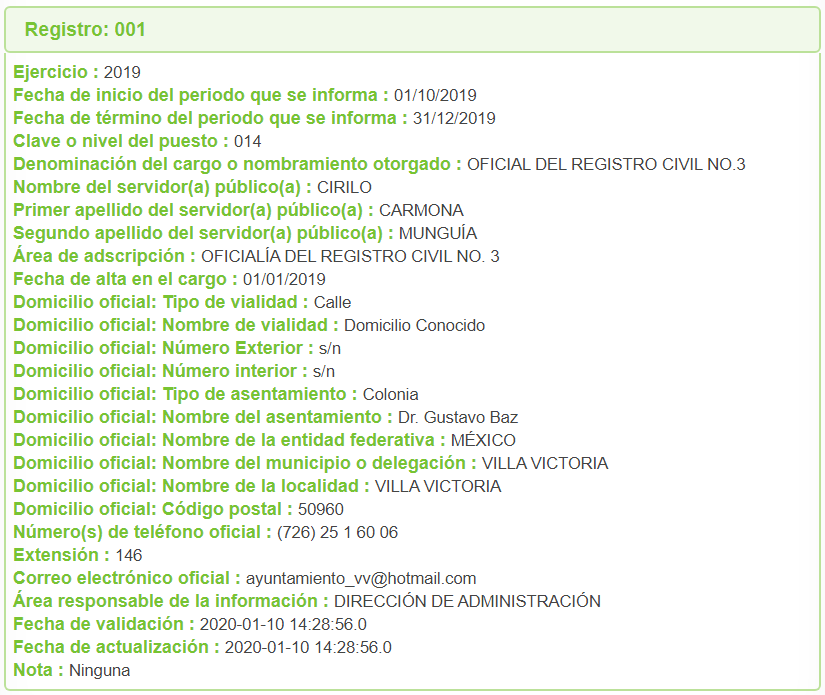 Registro: 001
Ejercicio : 2019
Fecha de inicio del periodo que se informa : 01/10/2019
Fecha de término del periodo que se informa : 31/12/2019
Clave o nivel del puesto : 014
Denominación del cargo o nombramiento otorgado : OFICIAL DEL REGISTRO CIVIL NO.3
Nombre del servidor(a) público(a) : CIRILO
Primer apellido del servidor(a) público(a) : CARMONA
Segundo apellido del servidor(a) público(a) : MUNGUÍA
Área de adscripción : OFICIALÍA DEL REGISTRO CIVIL NO. 3
Fecha de alta en el cargo : 01/01/2019
Domicilio oficial: Tipo de vialidad : Calle
Domicilio oficial: Nombre de vialidad : Domicilio Conocido
Domicilio oficial: Número Exterior : s/n
Domicilio oficial: Número interior : s/n
Domicilio oficial: Tipo de asentamiento : Colonia
Domicilio oficial: Nombre del asentamiento : Dr. Gustavo Baz
Domicilio oficial: Nombre de la entidad federativa : MÉXICO
Domicilio oficial: Nombre del municipio o delegación : VILLA VICTORIA
Domicilio oficial: Nombre de la localidad : VILLA VICTORIA
Domicilio oficial: Código postal : 50960
Número(s) de teléfono oficial : (726) 25 1 60 06
Extensión : 146
Correo electrónico oficial : ayuntamiento_vv@hotmail.com
Área responsable de la información : DIRECCIÓN DE ADMINISTRACIÓN
Fecha de validación : 2020-01-10 14:28:56.0
Fecha de actualización : 2020-01-10 14:28:56.0
Nota : Ninguna